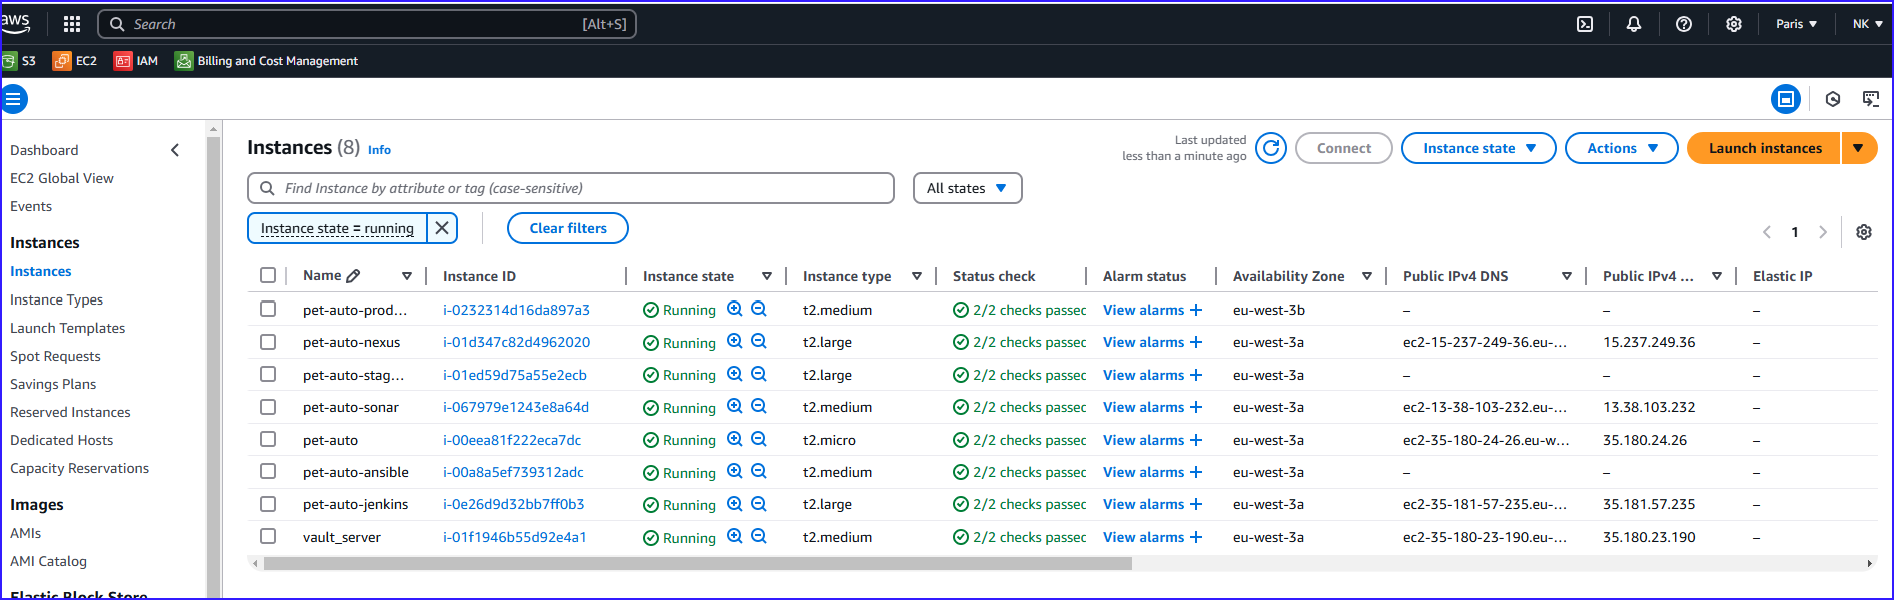 aws Search [Alt+S] Paris NK
S3 EC2 IAM Billing and Cost Management
Dashboard
EC2 Global View
Events
Instances
Instances
Instance Types
Launch Templates
Spot Requests
Savings Plans
Reserved Instances
Dedicated Hosts
Capacity Reservations
Images
AMIs
AMI Catalog
Elastic Block Store
Instances (8) Info
Last updated
less than a minute ago
Connect Instance state Actions Launch instances
Find Instance by attribute or tag (case-sensitive) All states
Instance state = running Clear filters 1
Name Instance ID Instance state Instance type Status check Alarm status Availability Zone Public IPv4 DNS Public IPv4 ... Elastic IP
pet-auto-prod... i-0232314d16da897a3 Running t2.medium 2/2 checks passec View alarms + eu-west-3b – – –
pet-auto-nexus i-01d347c82d4962020 Running t2.large 2/2 checks passec View alarms + eu-west-3a ec2-15-237-249-36.eu-... 15.237.249.36 –
pet-auto-stag... i-01ed59d75a55e2ecb Running t2.large 2/2 checks passec View alarms + eu-west-3a – – –
pet-auto-sonar i-067979e1243e8a64d Running t2.medium 2/2 checks passec View alarms + eu-west-3a ec2-13-38-103-232.eu-... 13.38.103.232 –
pet-auto i-00eea81f222eca7dc Running t2.micro 2/2 checks passec View alarms + eu-west-3a ec2-35-180-24-26.eu-w... 35.180.24.26 –
pet-auto-ansible i-00a8a5ef739312adc Running t2.medium 2/2 checks passec View alarms + eu-west-3a – – –
pet-auto-jenkins i-0e26d9d32bb7ff0b3 Running t2.large 2/2 checks passec View alarms + eu-west-3a ec2-35-181-57-235.eu-... 35.181.57.235 –
vault_server i-01f1946b55d92e4a1 Running t2.medium 2/2 checks passec View alarms + eu-west-3a ec2-35-180-23-190.eu-... 35.180.23.190 –